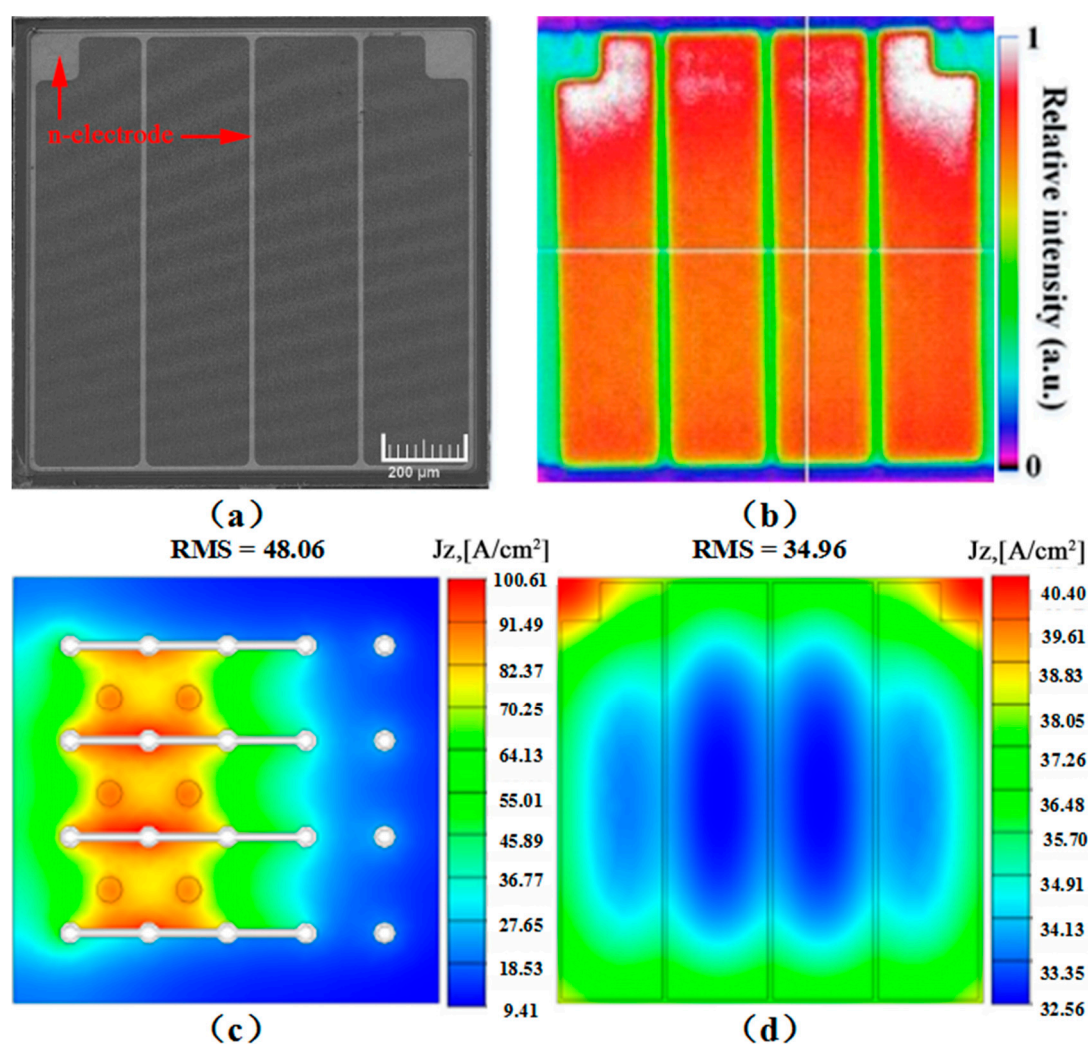 n-electrode
200 μm
1
Relative intensity (a.u.)
0
(a)
(b)
RMS = 48.06
Jz,[A/cm²]
RMS = 34.96
Jz,[A/cm²]
100.61
91.49
82.37
70.25
64.13
55.01
45.89
36.77
27.65
18.53
9.41
40.40
39.61
38.83
38.05
37.26
36.48
35.70
34.91
34.13
33.35
32.56
(c)
(d)